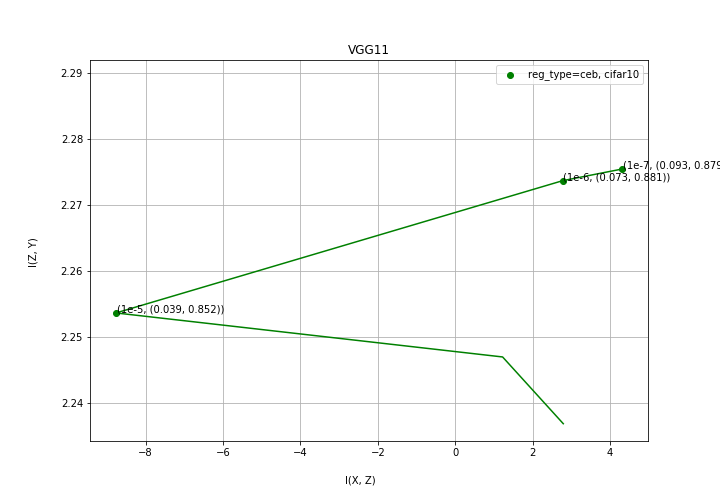 VGG11
reg_type=ceb, cifar10
2.29
2.28
2.27
2.26
2.25
2.24
I(Z, Y)
(1e-7, (0.093, 0.879
(1e-6, (0.073, 0.881))
(1e-5, (0.039, 0.852))
−8
−6
−4
−2
0
2
4
I(X, Z)